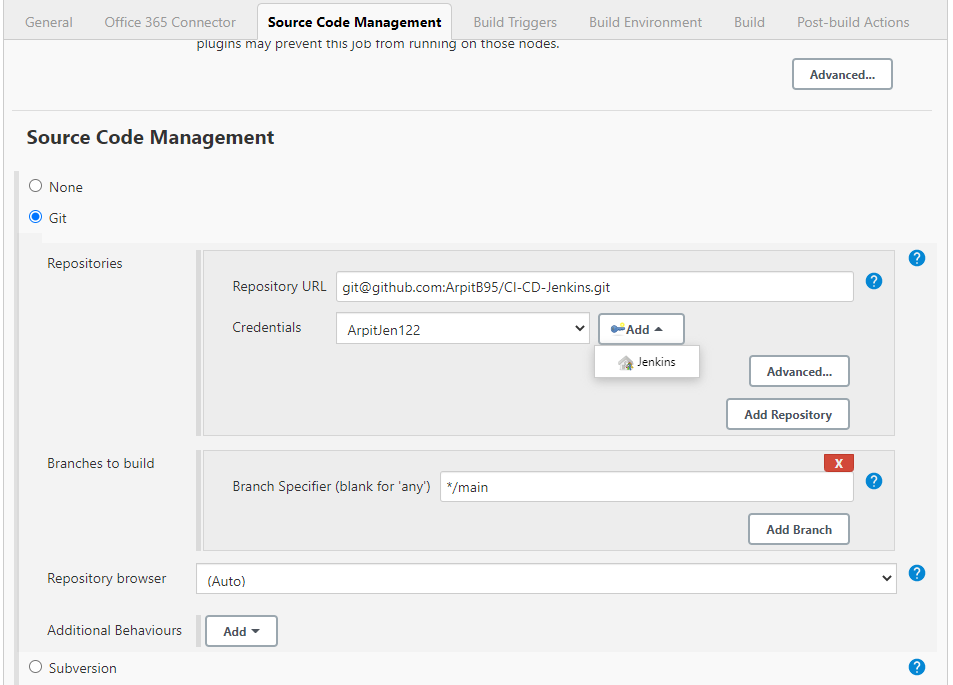 General Office 365 Connector Source Code Management Build Triggers Build Environment Build Post-build Actions
plugins may prevent this job from running on those nodes.
Advanced...
Source Code Management
None
Git
Repositories
Repository URL git@github.com:ArpitB95/CI-CD-Jenkins.git
Credentials ArpitJen122 Add
Jenkins
Advanced...
Add Repository
Branches to build
X
Branch Specifier (blank for 'any') */main
Add Branch
Repository browser (Auto)
Additional Behaviours Add
Subversion